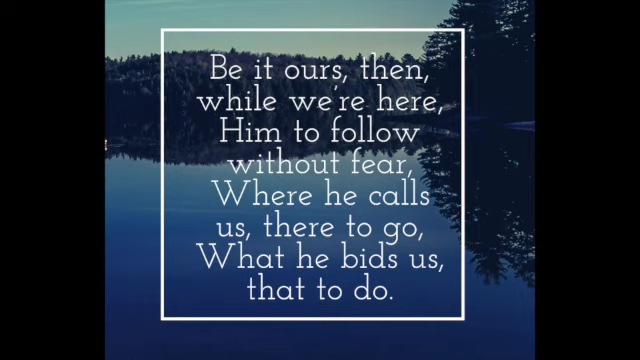 Be it ours, then,
while we're here,
Him to follow
without fear,
Where he calls
us, there to go,
What he bids us,
that to do.